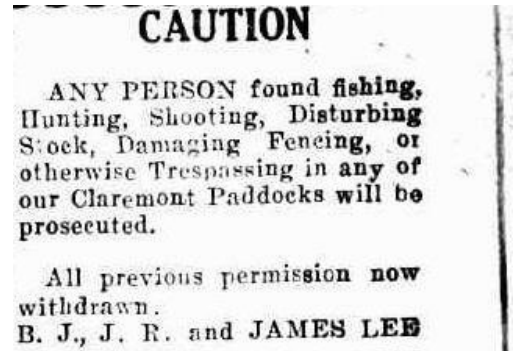 CAUTION
ANY PERSON found fishing,
Hunting, Shooting, Disturbing
Stock, Damaging Fencing, or
otherwise Trespassing in any of
our Claremont Paddocks will be
prosecuted.
All previous permission now
withdrawn.
B. J., J. R. and JAMES LEE